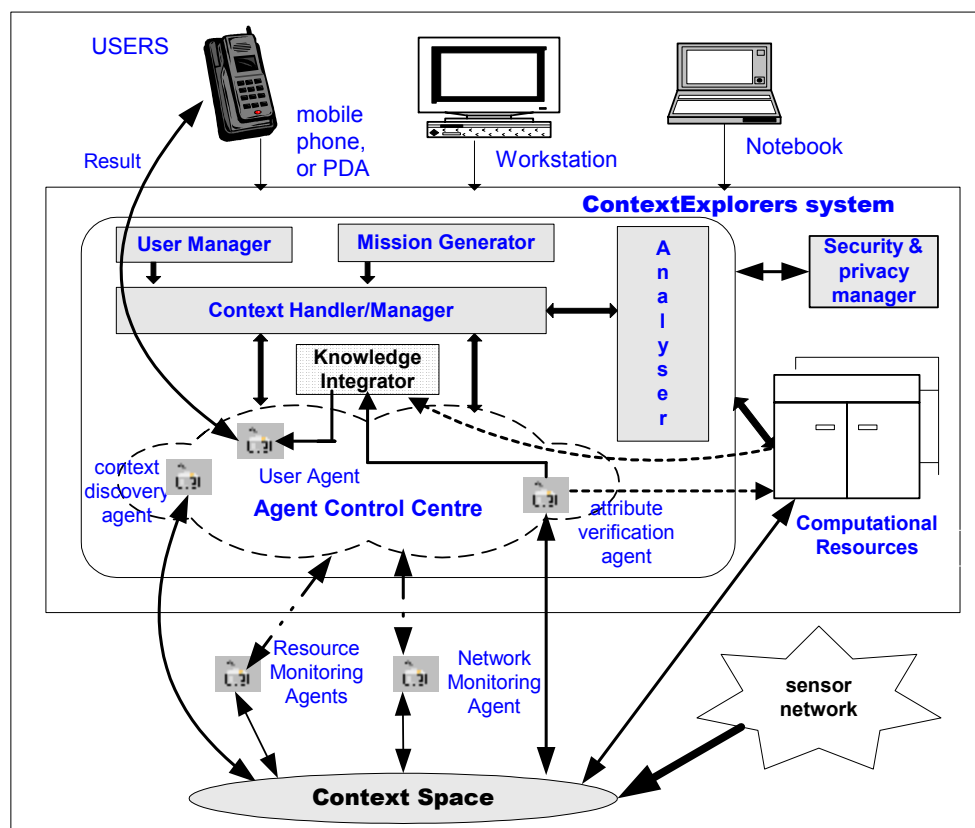 USERS
mobile
phone,
or PDA
Result
Workstation
Notebook
ContextExplorers system
User Manager
Mission Generator
A
n
a
l
y
s
e
r
Security &
privacy
manager
Context Handler/Manager
Knowledge
Integrator
context
discovery
agent
User Agent
Agent Control Centre
attribute
verification
agent
Computational
Resources
Resource
Monitoring
Agents
Network
Monitoring
Agent
sensor
network
Context Space